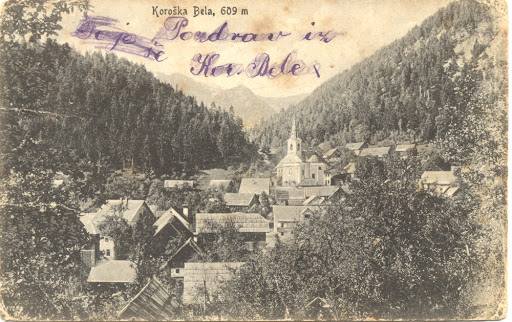 Koroška Bela, 609 m
Pozdrav iz
Kor. Bele